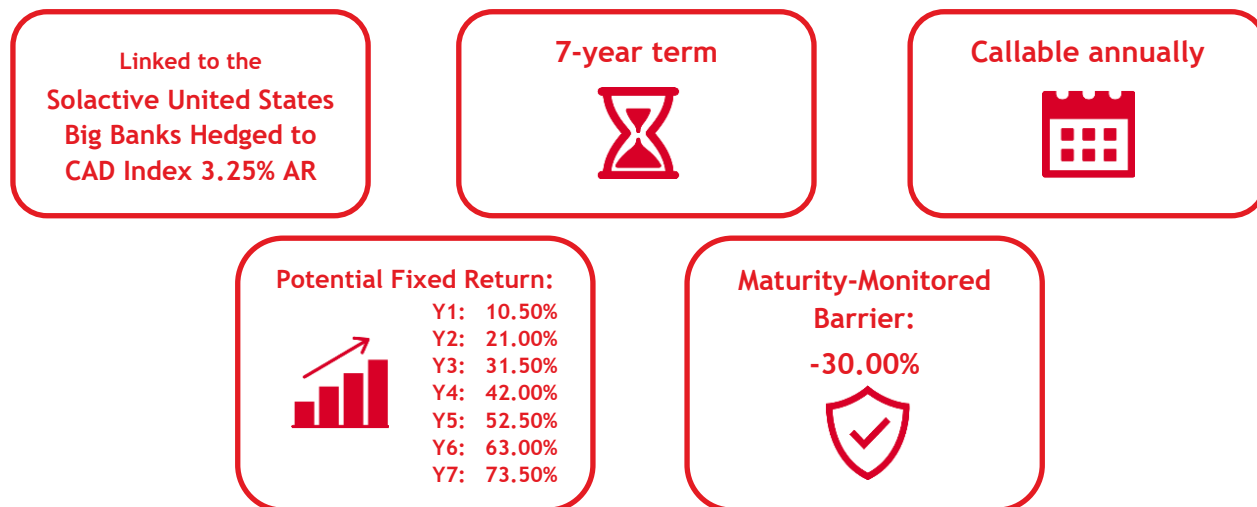 Linked to the
Solactive United States
Big Banks Hedged to
CAD Index 3.25% AR
7-year term
Callable annually
Potential Fixed Return:
Y1: 10.50%
Y2: 21.00%
Y3: 31.50%
Y4: 42.00%
Y5: 52.50%
Y6: 63.00%
Y7: 73.50%
Maturity-Monitored
Barrier:
-30.00%